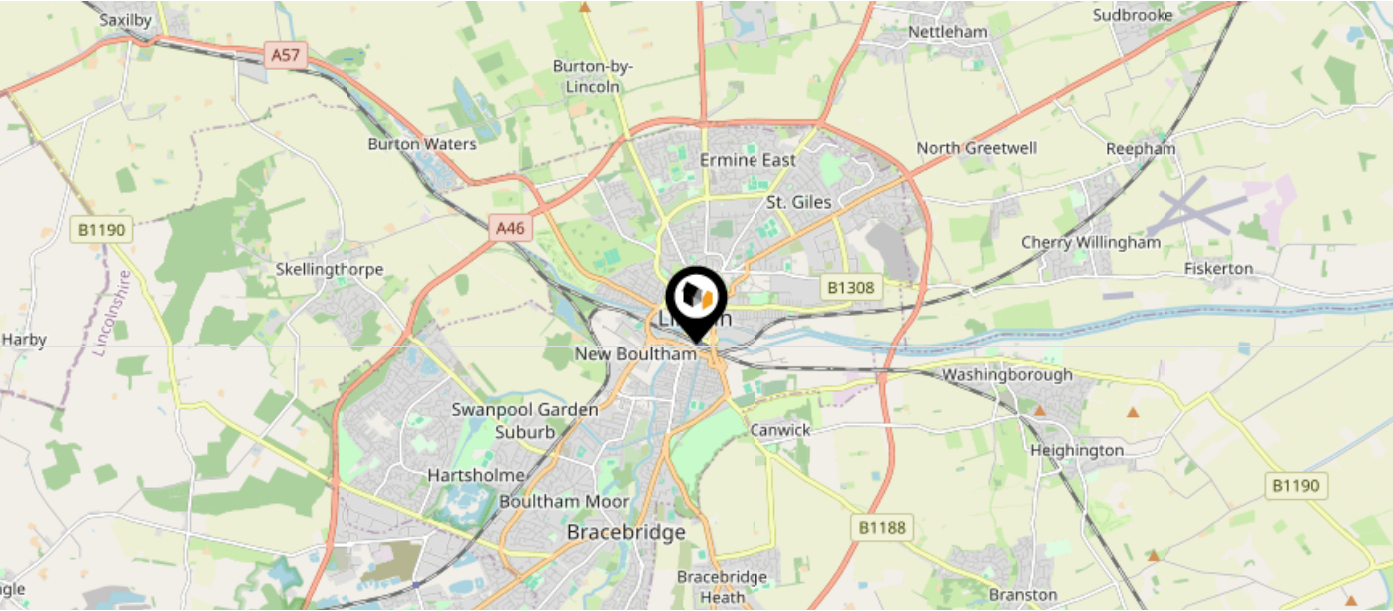 Saxilby
Sudbrooke
Nettleham
A57
Burton-by-
Lincoln
Burton Waters
North Greetwell
Reepham
Ermine East
St. Giles
B1190
A46
Cherry Willingham
Skellingthorpe
Fiskerton
B1308
Lincolnshire
Harby
New Boultham
Washingborough
Swanpool Garden
Suburb
Canwick
Heighington
Hartsholme
B1190
Boultham Moor
B1188
Bracebridge
Bracebridge
Heath
Branston